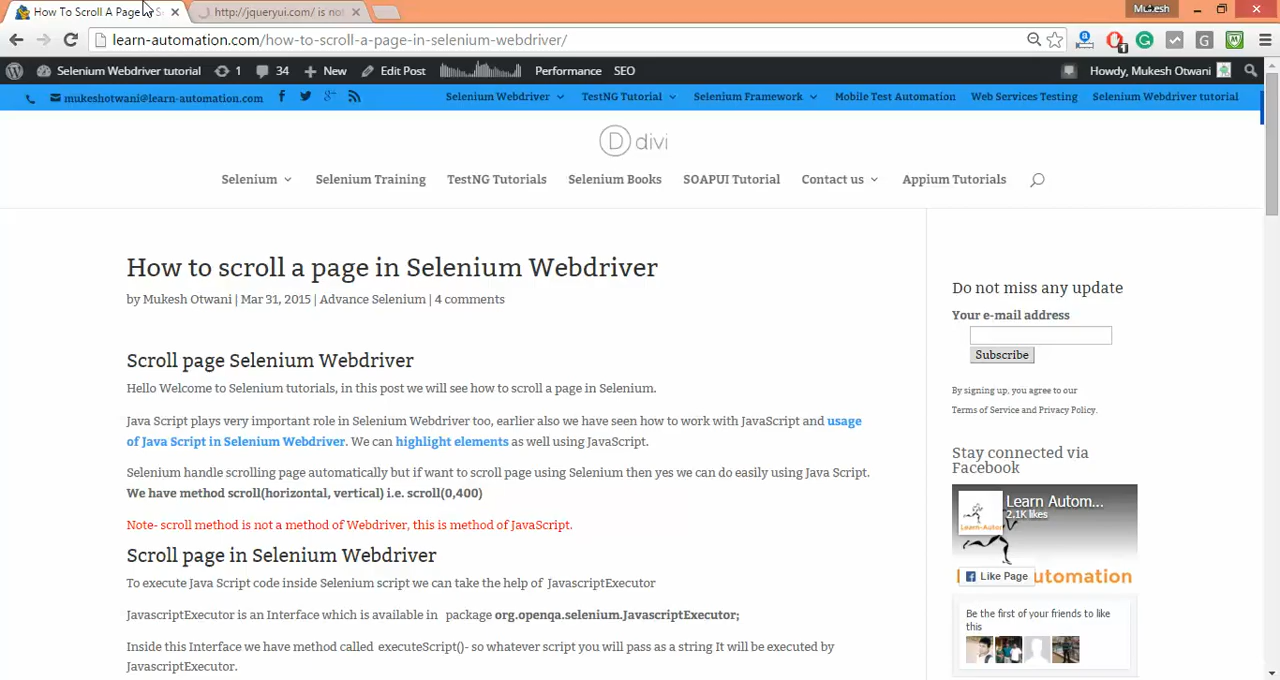 How To Scroll A Page
http://jqueryui.com/ is not
Mukesh
learn-automation.com/how-to-scroll-a-page-in-selenium-webdriver/
Selenium Webdriver tutorial 1 34 New Edit Post Performance SEO Howdy, Mukesh Otwani
mukeshotwani@learn-automation.com Selenium Webdriver TestNG Tutorial Selenium Framework Mobile Test Automation Web Services Testing Selenium Webdriver tutorial
D divi
Selenium Selenium Training TestNG Tutorials Selenium Books SOAPUI Tutorial Contact us Appium Tutorials
How to scroll a page in Selenium Webdriver
by Mukesh Otwani | Mar 31, 2015 | Advance Selenium | 4 comments
Scroll page Selenium Webdriver
Hello Welcome to Selenium tutorials, in this post we will see how to scroll a page in Selenium.
Java Script plays very important role in Selenium Webdriver too, earlier also we have seen how to work with JavaScript and usage
of Java Script in Selenium Webdriver. We can highlight elements as well using JavaScript.
Selenium handle scrolling page automatically but if want to scroll page using Selenium then yes we can do easily using Java Script.
We have method scroll(horizontal, vertical) i.e. scroll(0,400)
Note- scroll method is not a method of Webdriver, this is method of JavaScript.
Scroll page in Selenium Webdriver
To execute Java Script code inside Selenium script we can take the help of JavascriptExecutor
JavascriptExecutor is an Interface which is available in package org.openqa.selenium.JavascriptExecutor;
Inside this Interface we have method called executeScript()- so whatever script you will pass as a string It will be executed by
JavascriptExecutor.
Do not miss any update
Your e-mail address
Subscribe
By signing up, you agree to our
Terms of Service and Privacy Policy.
Stay connected via
Facebook
Learn Autom...
2.1K likes
Like Page
utomation
Be the first of your friends to like
this